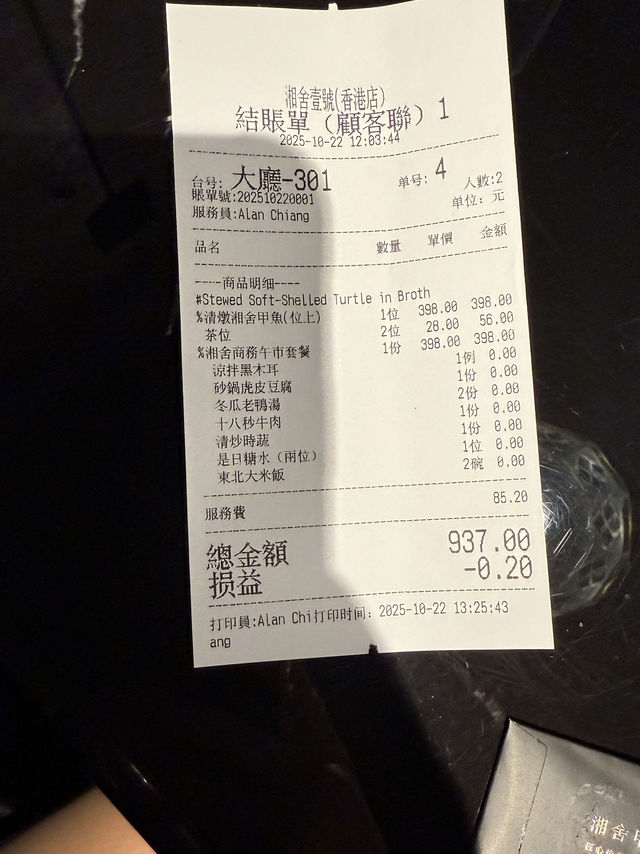 湘舍壹號(香港店)
結賬單（顧客聯）1
2025-10-22 12:03:44
台号: 大廳-301 单号: 4 人數:2
賬單號:202510220001 单位: 元
服務員:Alan Chiang
品名 數量 單價 金額
----商品明细----
#Stewed Soft-Shelled Turtle in Broth
%清燉湘舍甲魚(位上) 1位 398.00 398.00
茶位 2位 28.00 56.00
%湘舍商務午市套餐 1份 398.00 398.00
涼拌黑木耳 1例 0.00
砂鍋虎皮豆腐 1份 0.00
冬瓜老鴨湯 2份 0.00
十八秒牛肉 1份 0.00
清炒時蔬 1份 0.00
是日糖水（兩位） 1位 0.00
東北大米飯 2碗 0.00
服務費 85.20
總金額 937.00
损益 -0.20
打印員:Alan Chi打印时间: 2025-10-22 13:25:43
ang
湘舍